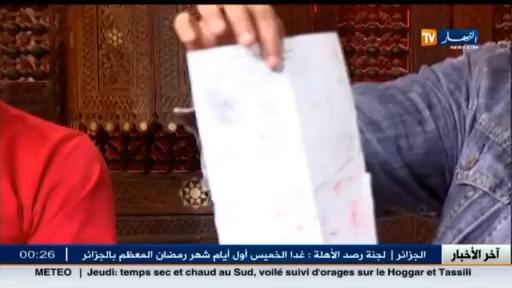 النهار TV
NEWS
آخر الأخبار
الجزائر | لجنة رصد الأهلة : غدا الخميس أول أيام شهر رمضان المعظم بالجزائر
00:26
METEO | Jeudi: temps sec et chaud au Sud, voilé suivi d'orages sur le Hoggar et Tassili